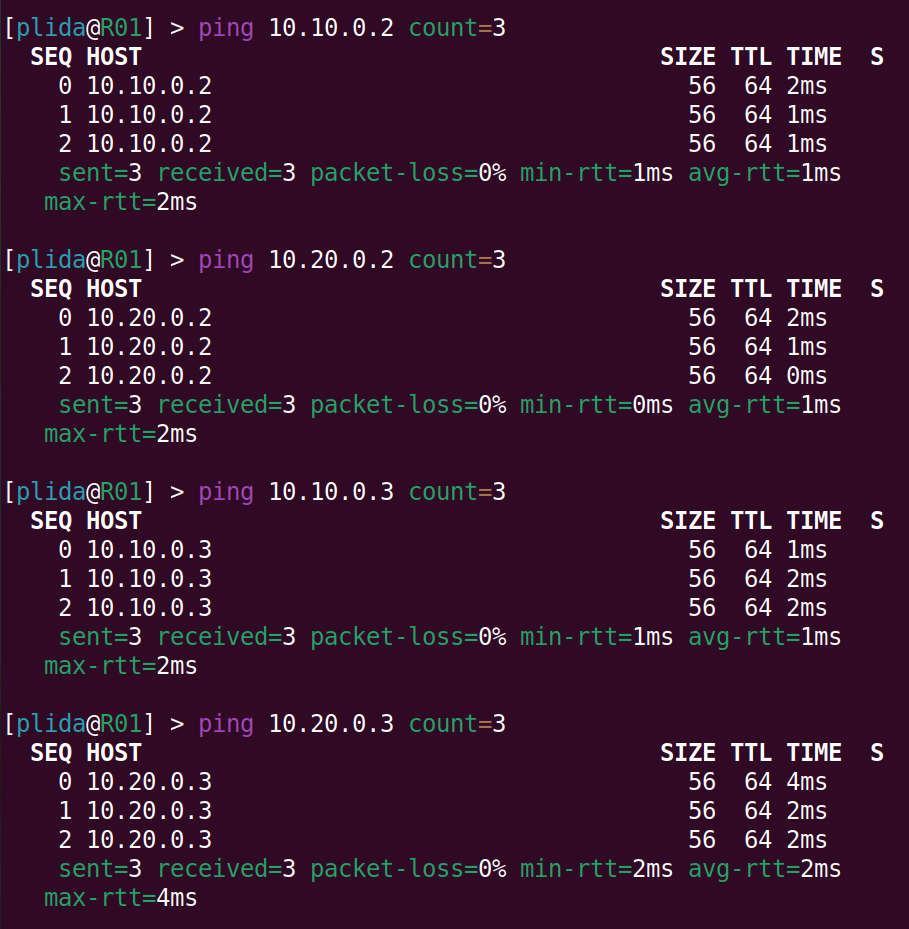 [plida@R01] > ping 10.10.0.2 count=3
  SEQ HOST                                     SIZE TTL TIME  S
    0 10.10.0.2                                  56  64 2ms
    1 10.10.0.2                                  56  64 1ms
    2 10.10.0.2                                  56  64 1ms
    sent=3 received=3 packet-loss=0% min-rtt=1ms avg-rtt=1ms
   max-rtt=2ms

[plida@R01] > ping 10.20.0.2 count=3
  SEQ HOST                                     SIZE TTL TIME  S
    0 10.20.0.2                                  56  64 2ms
    1 10.20.0.2                                  56  64 1ms
    2 10.20.0.2                                  56  64 0ms
    sent=3 received=3 packet-loss=0% min-rtt=0ms avg-rtt=1ms
   max-rtt=2ms

[plida@R01] > ping 10.10.0.3 count=3
  SEQ HOST                                     SIZE TTL TIME  S
    0 10.10.0.3                                  56  64 1ms
    1 10.10.0.3                                  56  64 2ms
    2 10.10.0.3                                  56  64 2ms
    sent=3 received=3 packet-loss=0% min-rtt=1ms avg-rtt=1ms
   max-rtt=2ms

[plida@R01] > ping 10.20.0.3 count=3
  SEQ HOST                                     SIZE TTL TIME  S
    0 10.20.0.3                                  56  64 4ms
    1 10.20.0.3                                  56  64 2ms
    2 10.20.0.3                                  56  64 2ms
    sent=3 received=3 packet-loss=0% min-rtt=2ms avg-rtt=2ms
   max-rtt=4ms